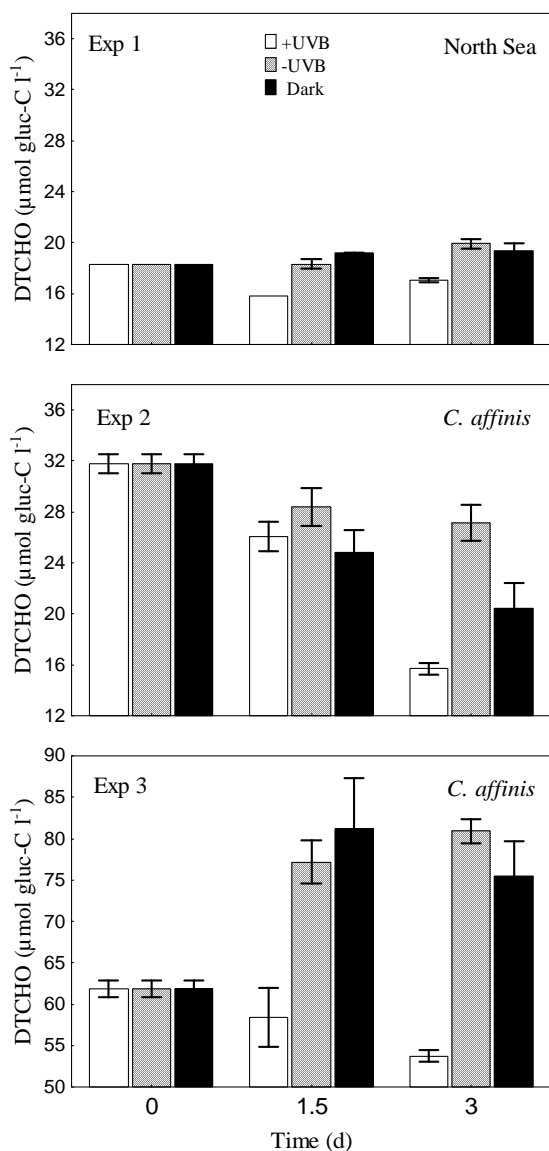 Exp 1
+UVB
North Sea
-UVB
Dark
DTCHO (µmol gluc-C l-1)
36
32
28
24
20
16
12
Exp 2
C. affinis
DTCHO (µmol gluc-C l-1)
36
32
28
24
20
16
12
Exp 3
C. affinis
DTCHO (µmol gluc-C l-1)
90
85
80
75
70
65
60
55
50
0 1.5 3
Time (d)